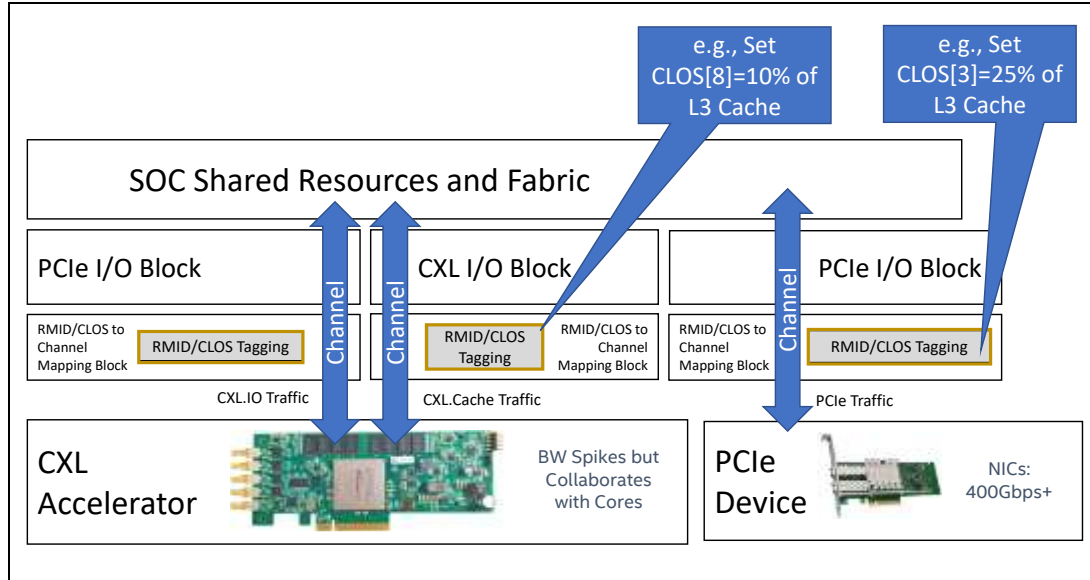 e.g., Set
CLOS[8]=10% of
L3 Cache
e.g., Set
CLOS[3]=25% of
L3 Cache
SOC Shared Resources and Fabric
PCIe I/O Block
CXL I/O Block
PCIe I/O Block
Channel
Channel
Channel
RMID/CLOS to
Channel
Mapping Block
RMID/CLOS Tagging
RMID/CLOS
Tagging
RMID/CLOS to
Channel
Mapping Block
RMID/CLOS to
Channel
Mapping Block
RMID/CLOS Tagging
CXL.IO Traffic
CXL.Cache Traffic
PCIe Traffic
CXL
Accelerator
BW Spikes but
Collaborates
with Cores
PCIe
Device
NICs:
400Gbps+